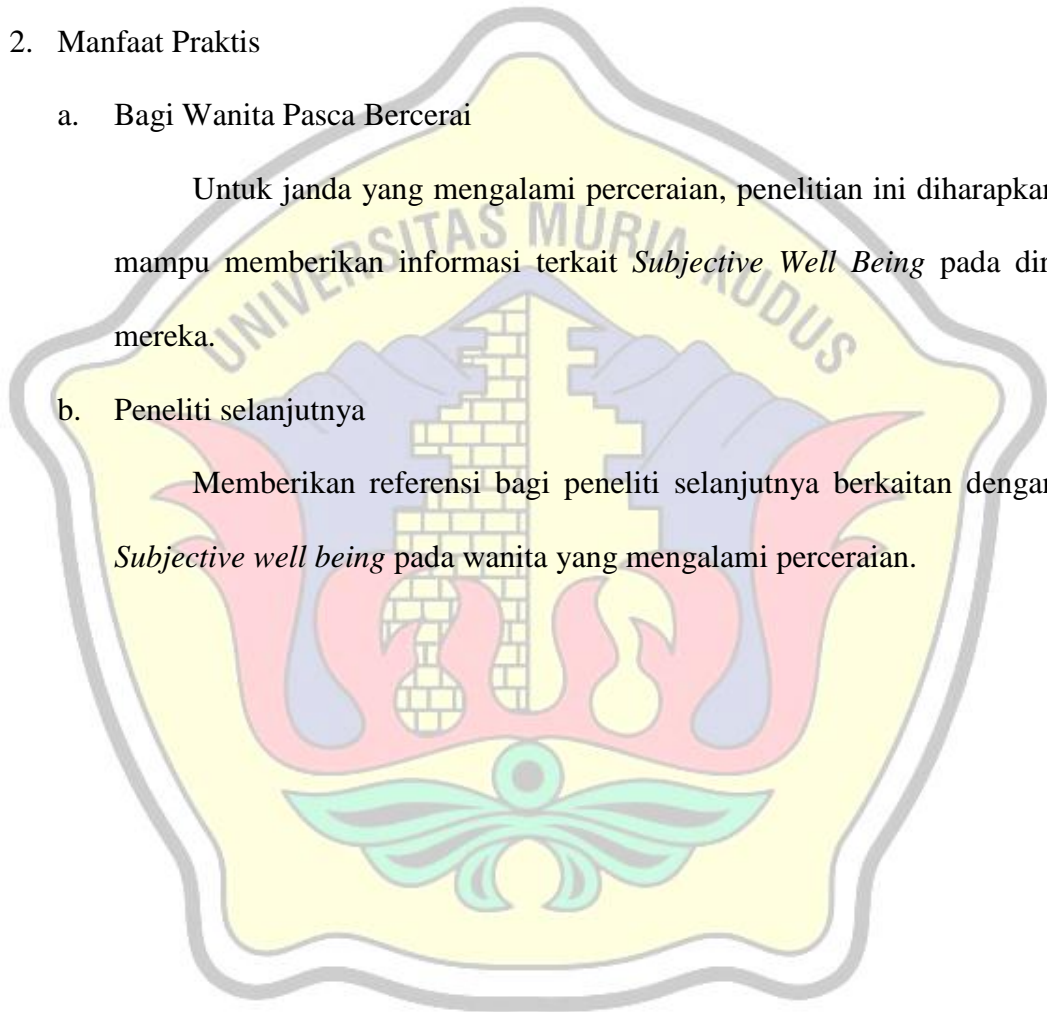 2. Manfaat Praktis
a. Bagi Wanita Pasca Bercerai
Untuk janda yang mengalami perceraian, penelitian ini diharapkan
mampu memberikan informasi terkait Subjective Well Being pada dir
mereka.
UNIVERSITAS MURIA KUDUS
b. Peneliti selanjutnya
Memberikan referensi bagi peneliti selanjutnya berkaitan dengan
Subjective well being pada wanita yang mengalami perceraian.